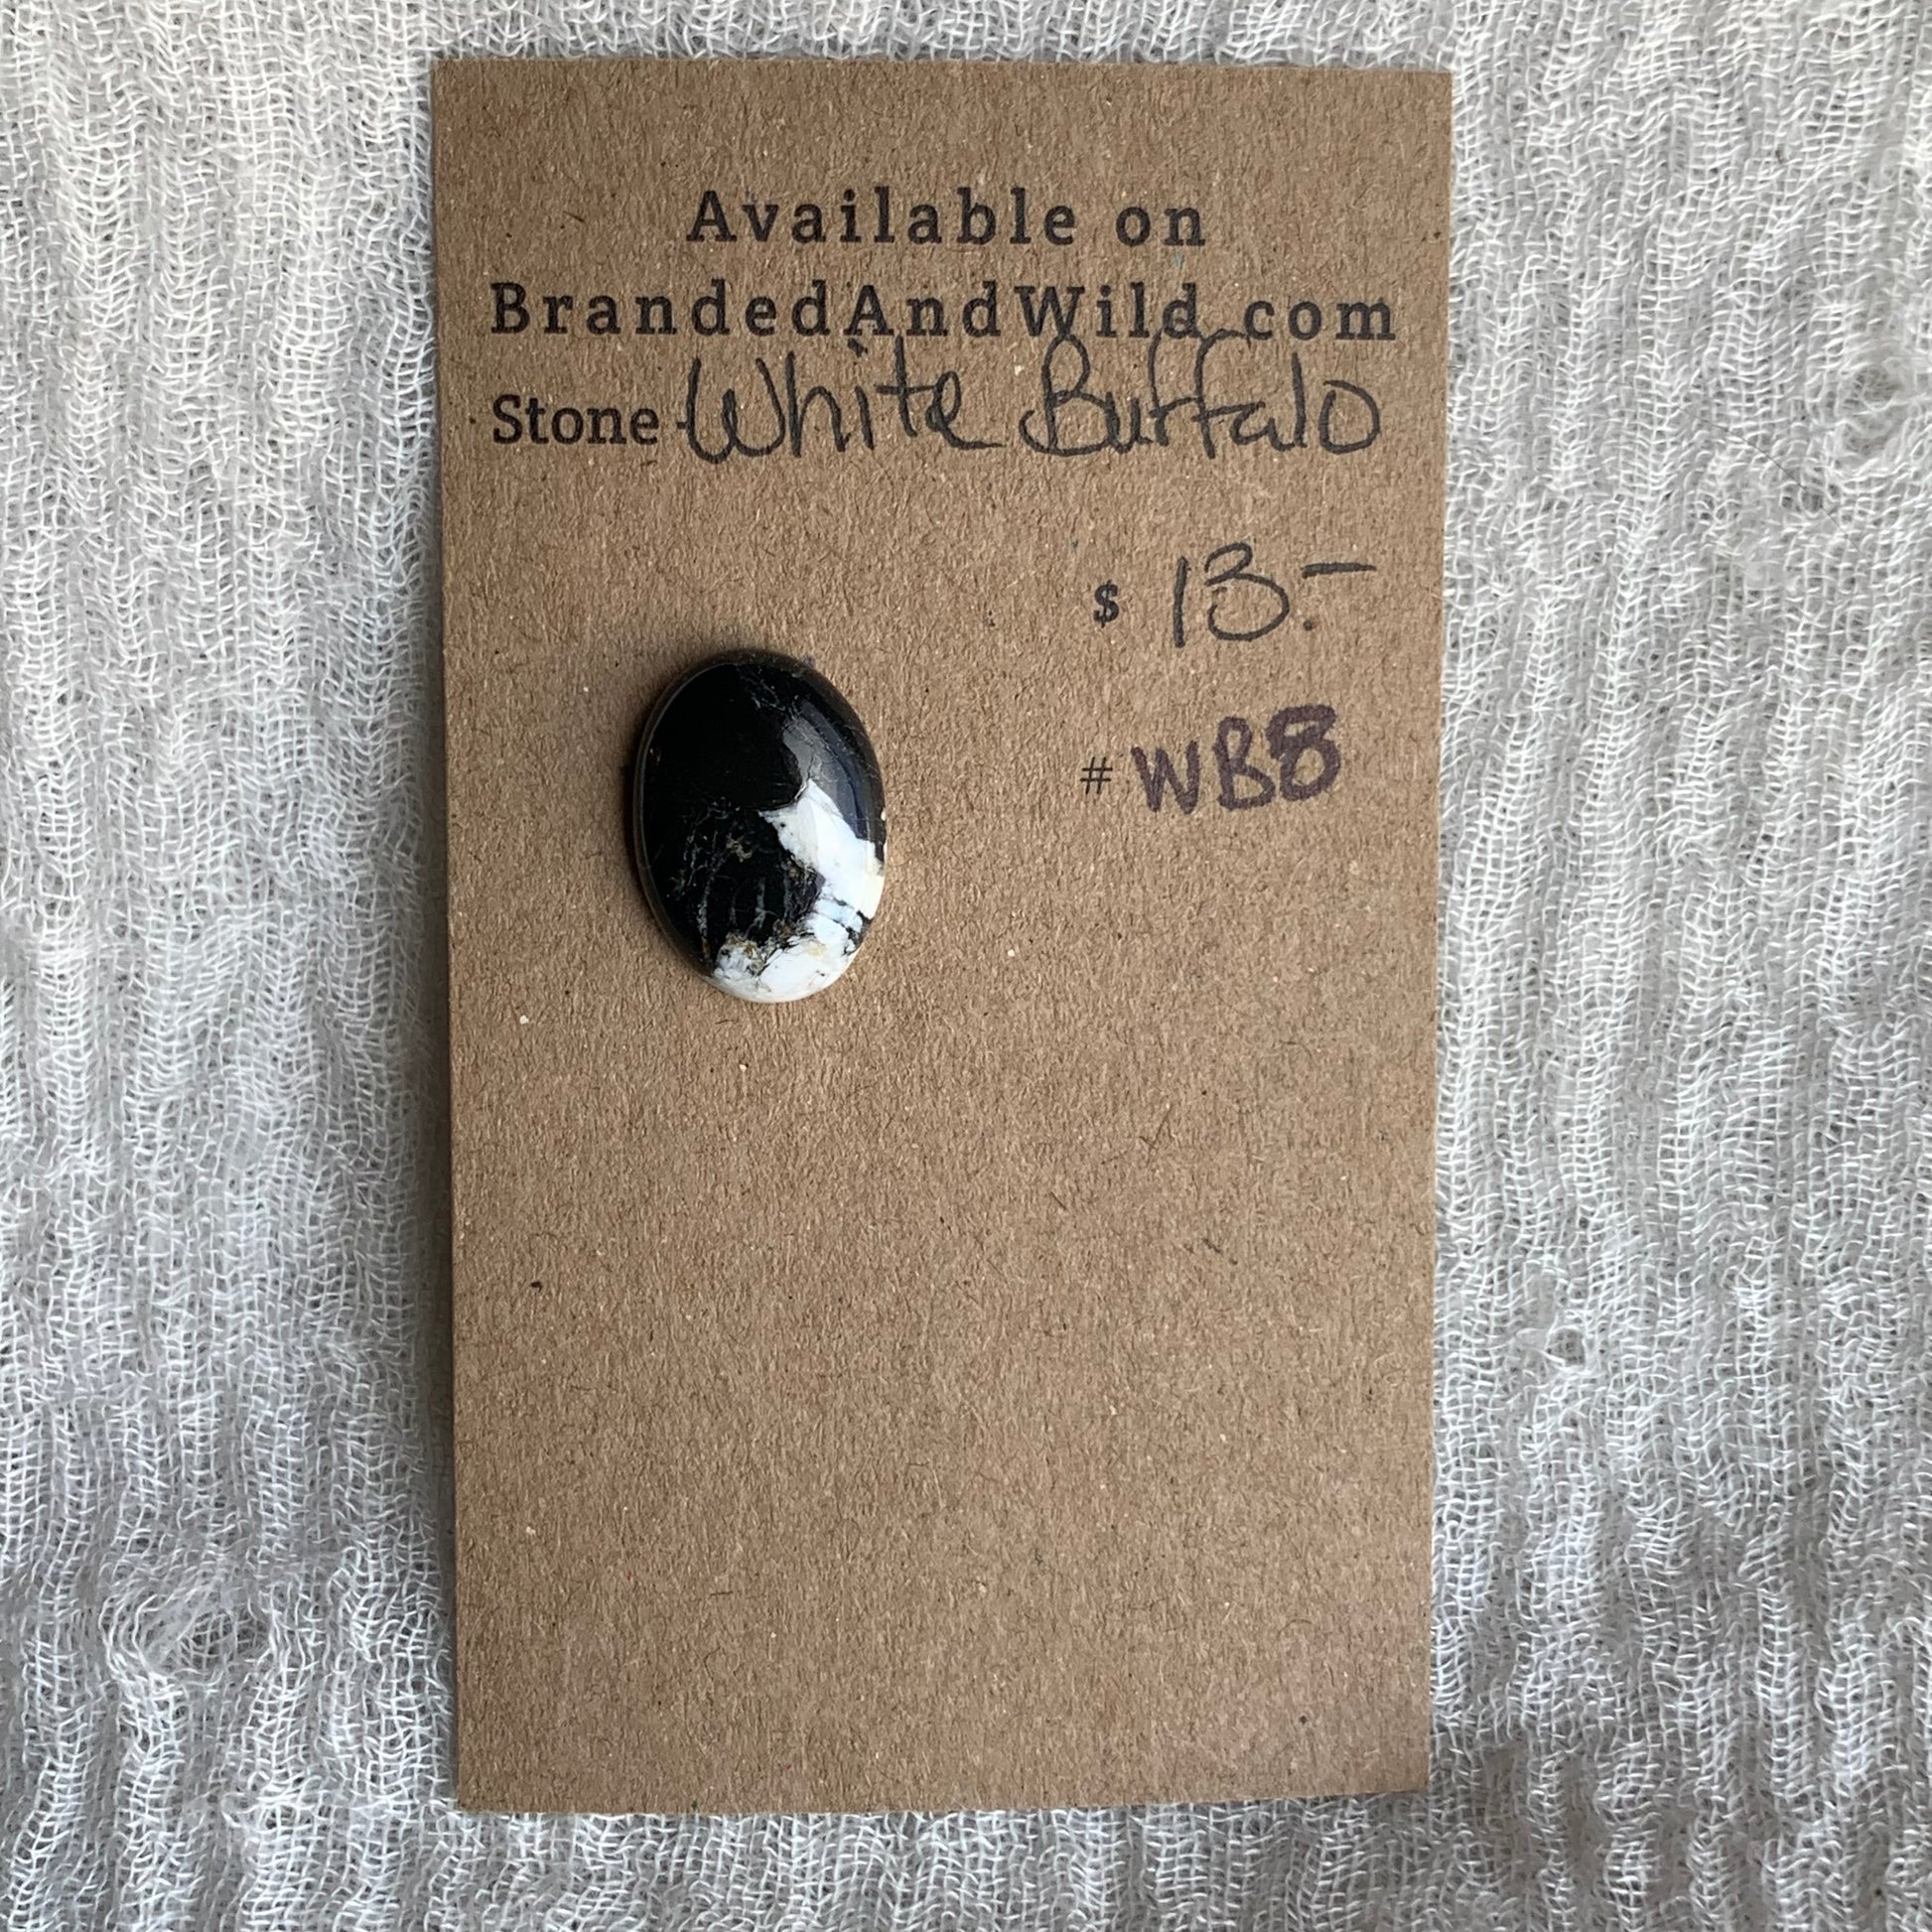 Available on
BrandedAndWild.com
Stone White Buffalo
$ 13.-
# WB8